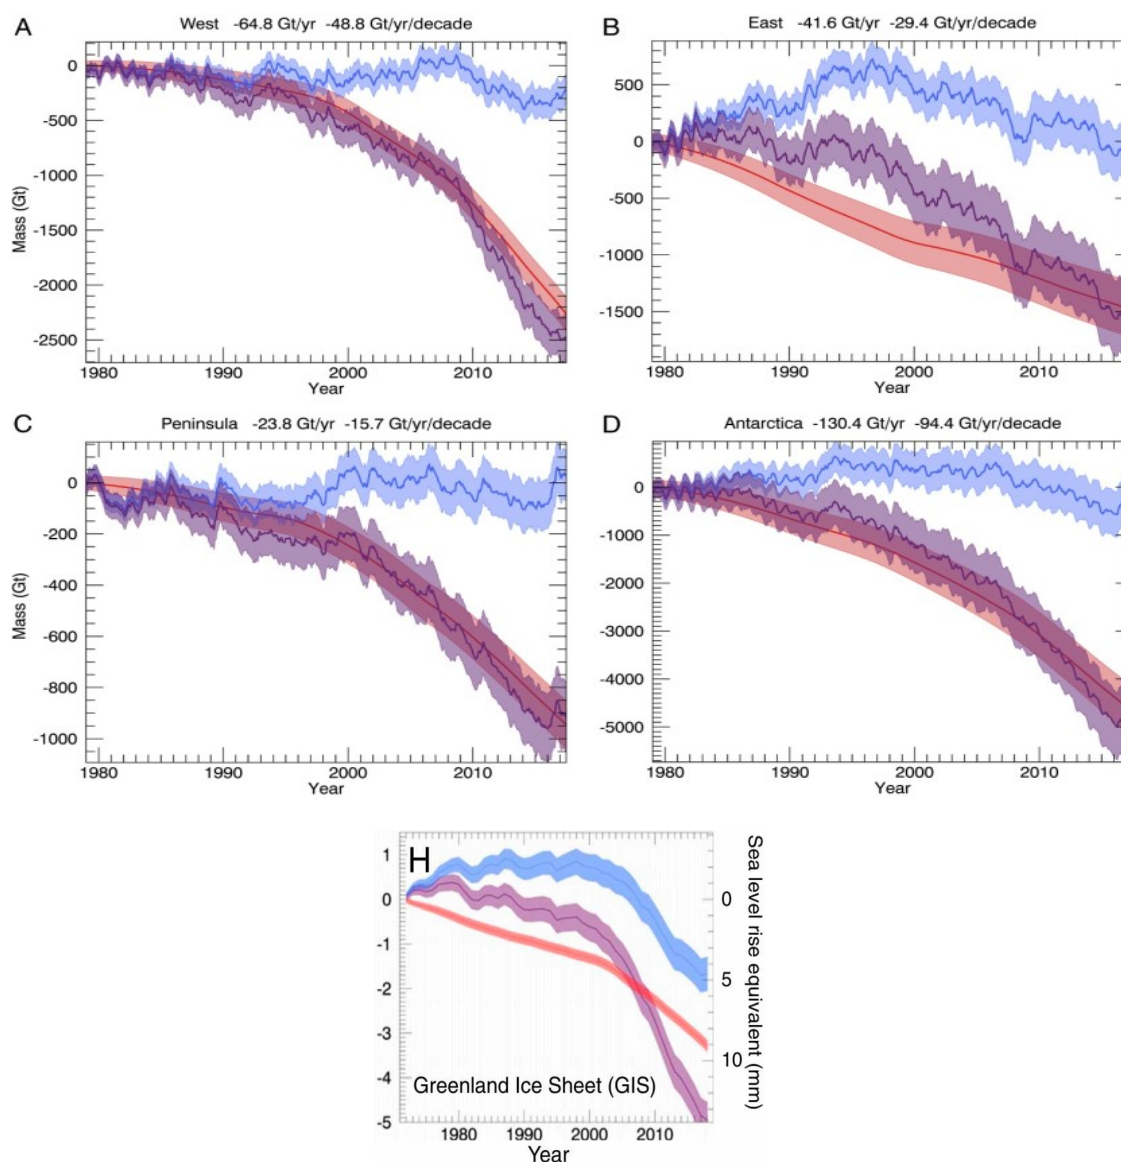 A West -64.8 Gt/yr -48.8 Gt/yr/decade
0
-500
-1000
-1500
-2000
-2500
Mass (Gt)
1980 1990 2000 2010
Year
B East -41.6 Gt/yr -29.4 Gt/yr/decade
500
0
-500
-1000
-1500
1980 1990 2000 2010
Year
C Peninsula -23.8 Gt/yr -15.7 Gt/yr/decade
0
-200
-400
-600
-800
-1000
Mass (Gt)
1980 1990 2000 2010
Year
D Antarctica -130.4 Gt/yr -94.4 Gt/yr/decade
0
-1000
-2000
-3000
-4000
-5000
1980 1990 2000 2010
Year
H
1
0
-1
-2
-3
-4
-5
0
5
10
Sea level rise equivalent (mm)
Greenland Ice Sheet (GIS)
1980 1990 2000 2010
Year